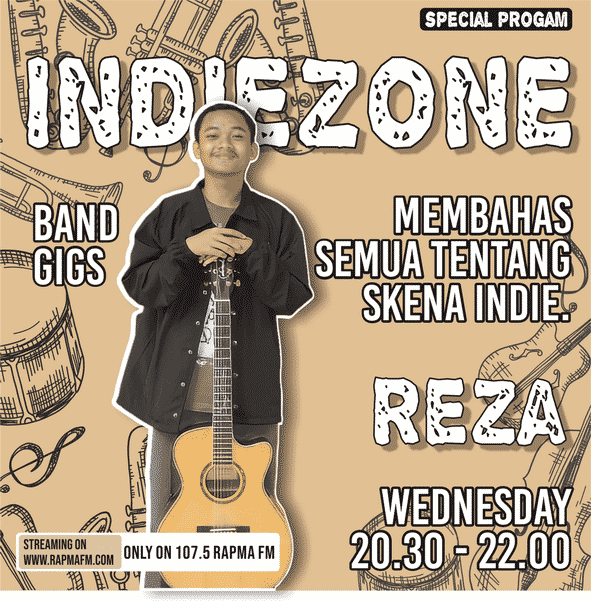 SPECIAL PROGAM
INDIEZONE
BAND
GIGS
MEMBAHAS
SEMUA TENTANG
SKENA INDIE.
REZA
WEDNESDAY
20.30 - 22.00
STREAMING ON
WWW.RAPMAFM.COM
ONLY ON 107.5 RAPMA FM